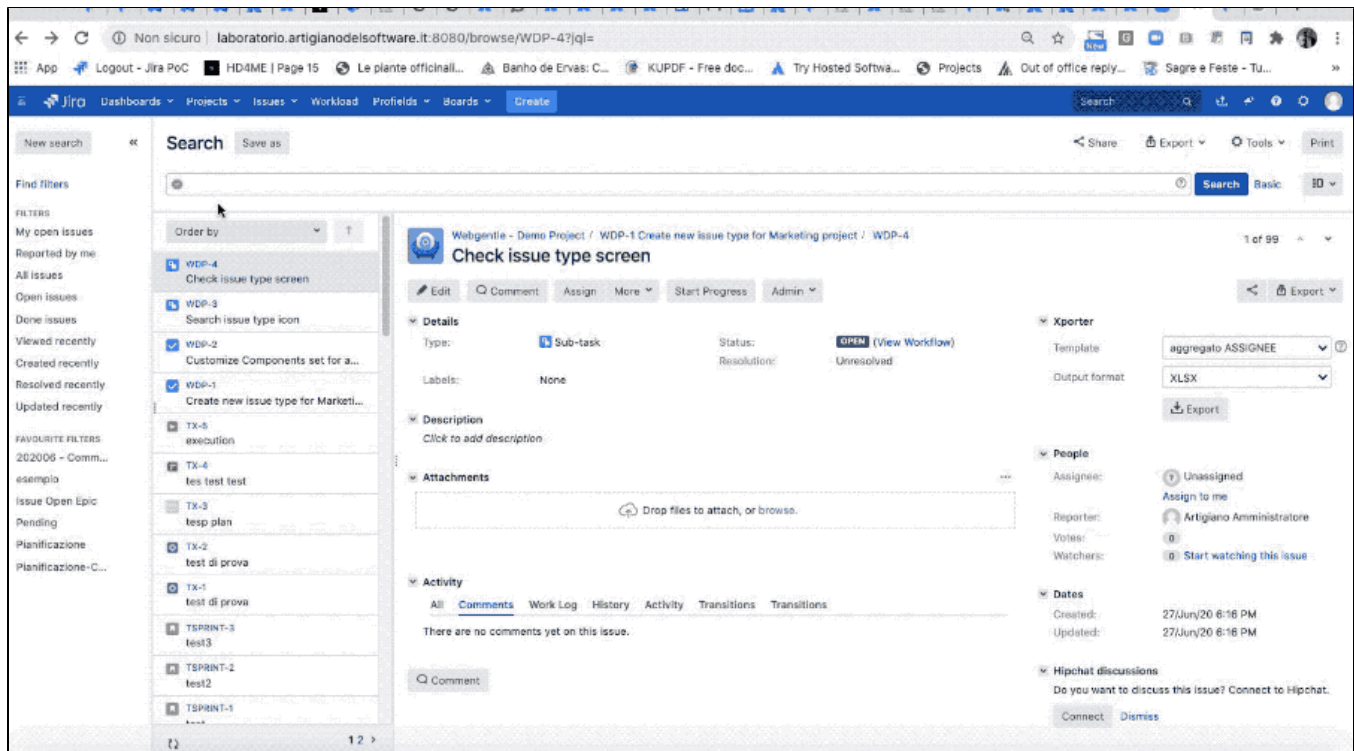 Non sicuro | laboratorio.artigianodelsoftware.it:8080/browse/WDP-4?jql=
App Logout - Jira PoC HD4ME | Page 15 Le piante officinali... Banho de Ervas: C... KUPDF - Free doc... Try Hosted Softwa... Projects Out of office reply... Sagre e Feste - Tu... »
Jira Dashboards Projects Issues Workload Profields Boards Create Search
New search « Search Save as Share Export Tools Print
Find filters Search Basic
FILTERS
My open issues
Reported by me
All issues
Open issues
Done issues
Viewed recently
Created recently
Resolved recently
Updated recently
FAVOURITE FILTERS
202006 - Comm...
esempio
Issue Open Epic
Pending
Pianificazione
Pianificazione-C...
Order by
WDP-4
Check issue type screen
WDP-3
Search issue type icon
WDP-2
Customize Components set for a...
WDP-1
Create new issue type for Marketi...
TX-5
execution
TX-4
tes test test
TX-3
tesp plan
TX-2
test di prova
TX-1
test di prova
TSPRINT-3
test3
TSPRINT-2
test2
TSPRINT-1
1 2 >
Webgentle - Demo Project / WDP-1 Create new issue type for Marketing project / WDP-4
Check issue type screen
1 of 99
Edit Comment Assign More Start Progress Admin Export
Details
Type: Sub-task Status: OPEN (View Workflow)
Resolution: Unresolved
Labels: None
Description
Click to add description
Attachments ...
Drop files to attach, or browse.
Activity
All Comments Work Log History Activity Transitions Transitions
There are no comments yet on this issue.
Comment
Xporter
Template aggregato ASSIGNEE
Output format XLSX
Export
People
Assignee: Unassigned
Assign to me
Reporter: Artigiano Amministratore
Votes: 0
Watchers: 0 Start watching this issue
Dates
Created: 27/Jun/20 6:16 PM
Updated: 27/Jun/20 6:16 PM
Hipchat discussions
Do you want to discuss this issue? Connect to Hipchat.
Connect Dismiss